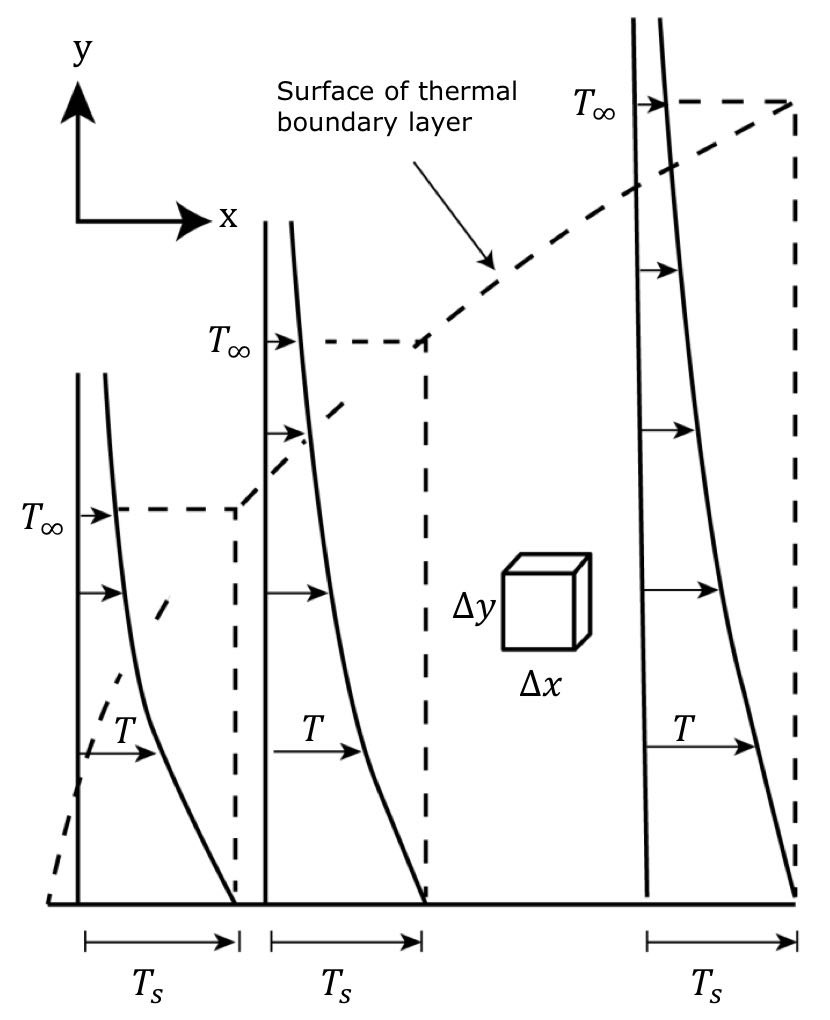 y
x
Surface of thermal
boundary layer
T∞
T∞
T∞
Δy
Δx
T
T
T
Tₛ
Tₛ
Tₛ